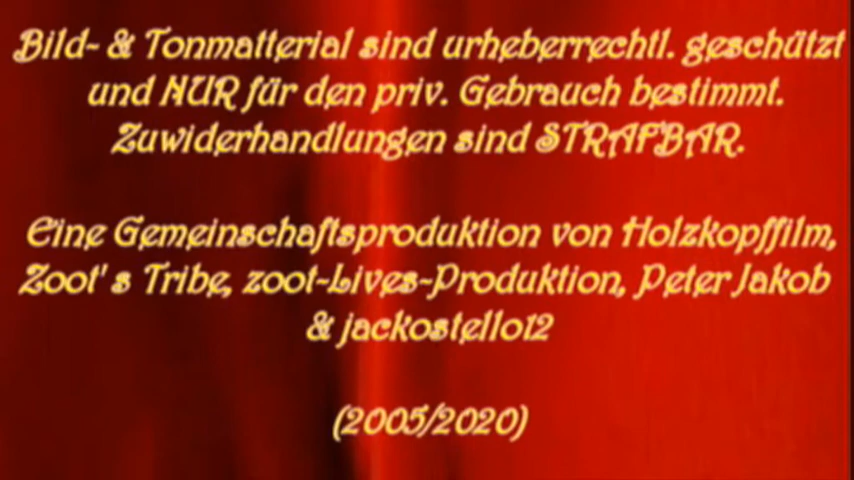 Bild- & Tonmatterial sind urheberrechtl. geschützt
und NUR für den priv. Gebrauch bestimmt.
Zuwiderhandlungen sind STRAFBAR.
Eine Gemeinschaftsproduktion von Holzkopffilm,
Zoot's Tribe, zoot-Lives-Produktion, Peter Jakob
& jackostello12
(2005/2020)